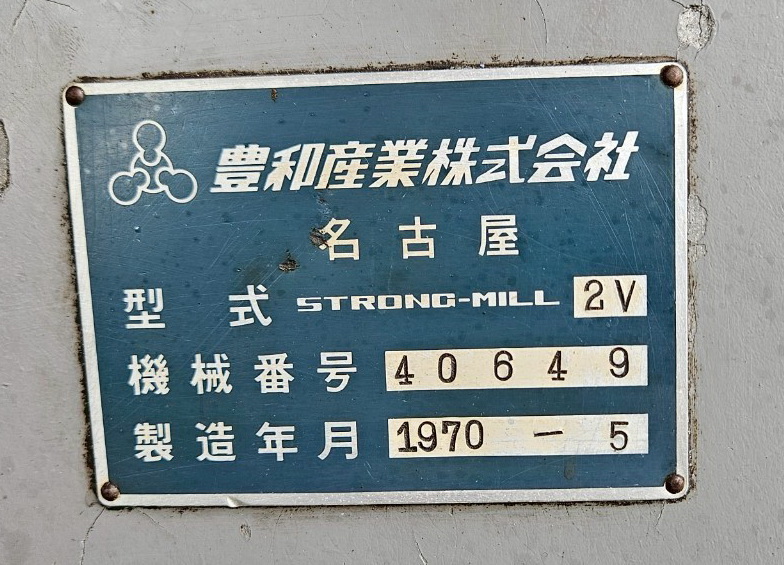 豊和産業株式会社
名古屋
型式 STRONG-MILL 2V
機械番号 40649
製造年月 1970-5